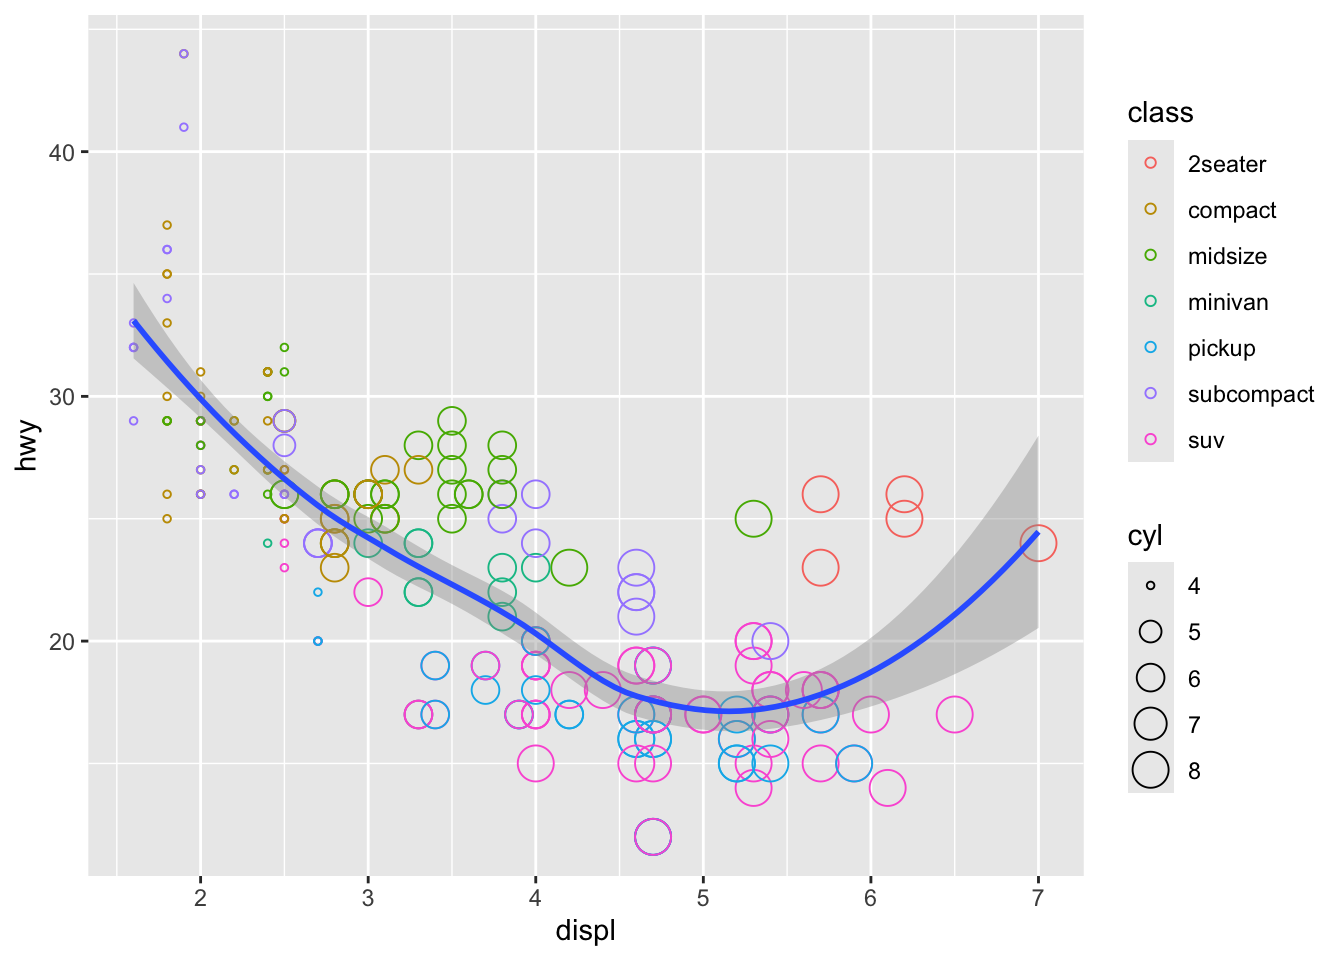 hwy
40
30
20
2 3 4 5 6 7
displ
class
2seater
compact
midsize
minivan
pickup
subcompact
suv
cyl
4
5
6
7
8